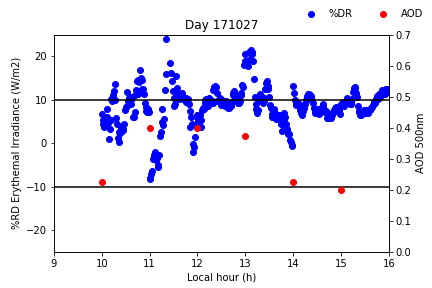 %DR AOD
Day 171027
%RD Erythemal Irradiance (W/m2)
20
10
0
−10
−20
0.7
0.6
0.5
0.4
0.3
0.2
0.1
0.0
AOD 500nm
9 10 11 12 13 14 15 16
Local hour (h)